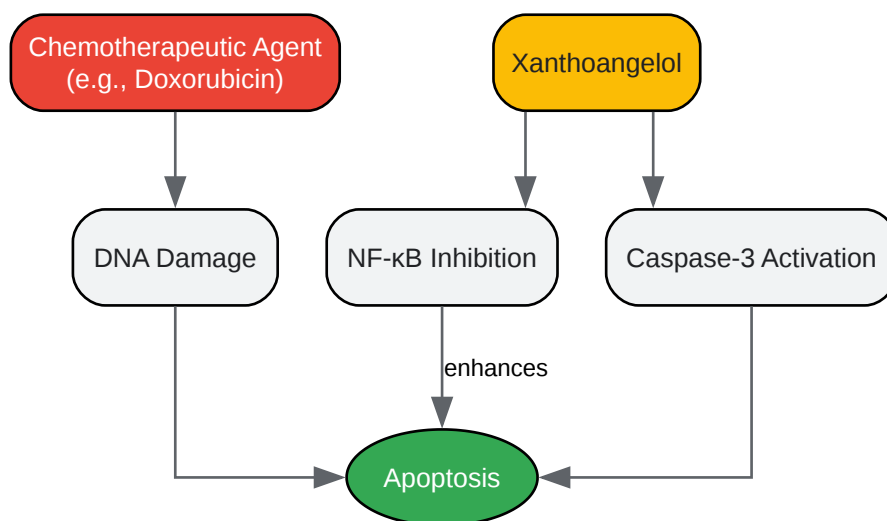 Chemotherapeutic Agent
(e.g., Doxorubicin)
Xanthoangelol
DNA Damage
NF-κB Inhibition
Caspase-3 Activation
enhances
Apoptosis